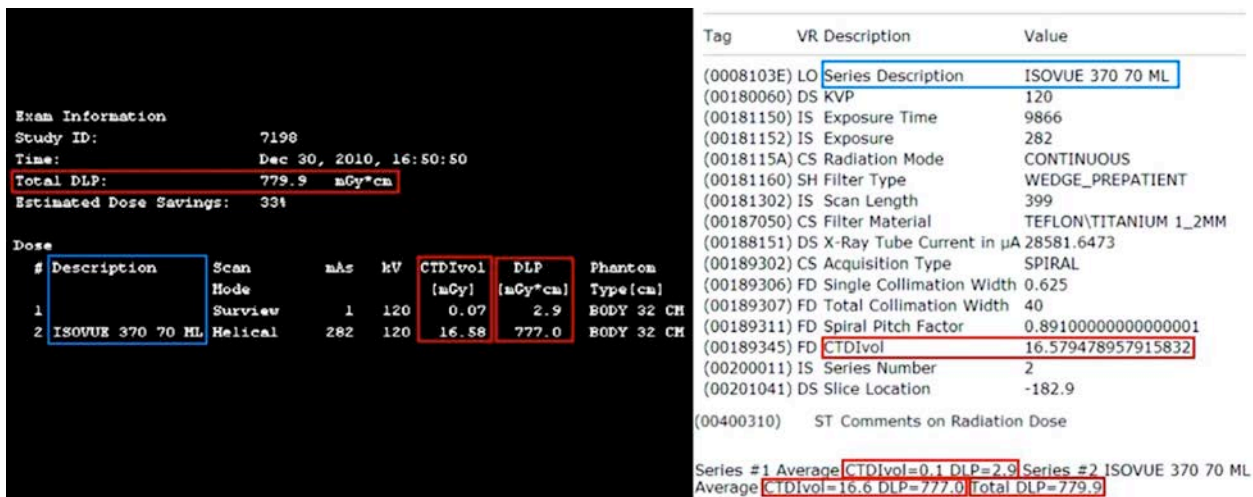 Exam Information
Study ID: 7198
Time: Dec 30, 2010, 16:50:50
Total DLP: 779.9 mGy*cm
Estimated Dose Savings: 33%
Dose
# Description Scan mAs kV CTDIvol DLP Phantom
Mode [mGy] [mGy*cm] Type[cm]
1 Surview 1 120 0.07 2.9 BODY 32 CM
2 ISOVUE 370 70 ML Helical 282 120 16.58 777.0 BODY 32 CM
Tag VR Description Value
(0008103E) LO Series Description ISOVUE 370 70 ML
(00180060) DS KVP 120
(00181150) IS Exposure Time 9866
(00181152) IS Exposure 282
(0018115A) CS Radiation Mode CONTINUOUS
(00181160) SH Filter Type WEDGE_PREPATIENT
(00181302) IS Scan Length 399
(00187050) CS Filter Material TEFLON\TITANIUM 1_2MM
(00188151) DS X-Ray Tube Current in µA 28581.6473
(00189302) CS Acquisition Type SPIRAL
(00189306) FD Single Collimation Width 0.625
(00189307) FD Total Collimation Width 40
(00189311) FD Spiral Pitch Factor 0.89100000000000001
(00189345) FD CTDIvol 16.579478957915832
(00200011) IS Series Number 2
(00201041) DS Slice Location -182.9
(00400310) ST Comments on Radiation Dose
Series #1 Average CTDIvol=0.1 DLP=2.9 Series #2 ISOVUE 370 70 ML
Average CTDIvol=16.6 DLP=777.0 Total DLP=779.9